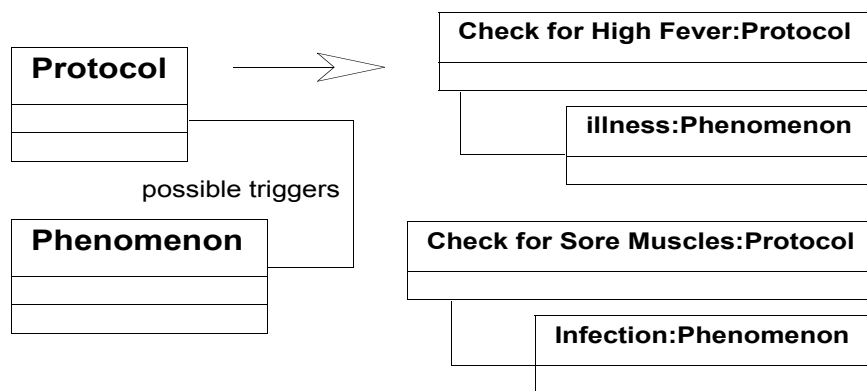 Protocol
possible triggers
Phenomenon
Check for High Fever:Protocol
illness:Phenomenon
Check for Sore Muscles:Protocol
Infection:Phenomenon